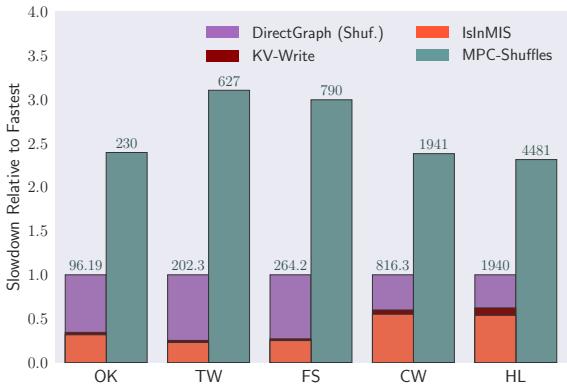 4.0
3.5
3.0
2.5
2.0
1.5
1.0
0.5
0.0
Slowdown Relative to Fastest
DirectGraph (Shuf.)
KV-Write
IsInMIS
MPC-Shuffles
96.19
230
202.3
627
264.2
790
816.3
1941
1940
4481
OK
TW
FS
CW
HL